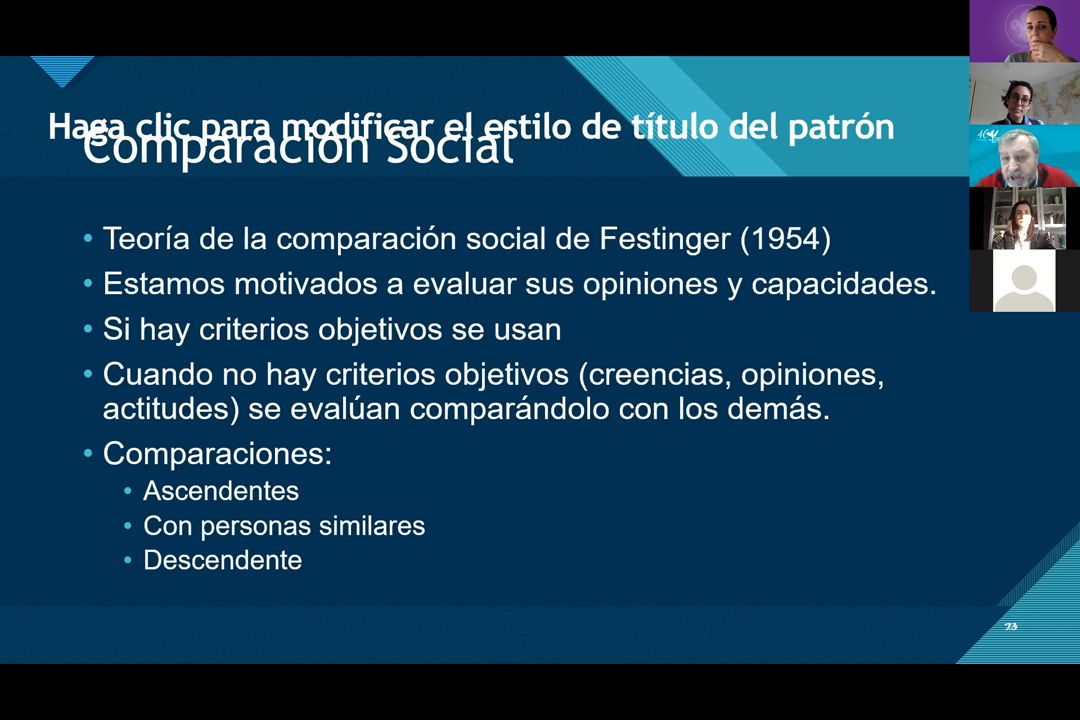 Haga clic para modificar el estilo de título del patrón
Comparación Social
• Teoría de la comparación social de Festinger (1954)
• Estamos motivados a evaluar sus opiniones y capacidades.
• Si hay criterios objetivos se usan
• Cuando no hay criterios objetivos (creencias, opiniones,
actitudes) se evalúan comparándolo con los demás.
• Comparaciones:
• Ascendentes
• Con personas similares
• Descendente
73